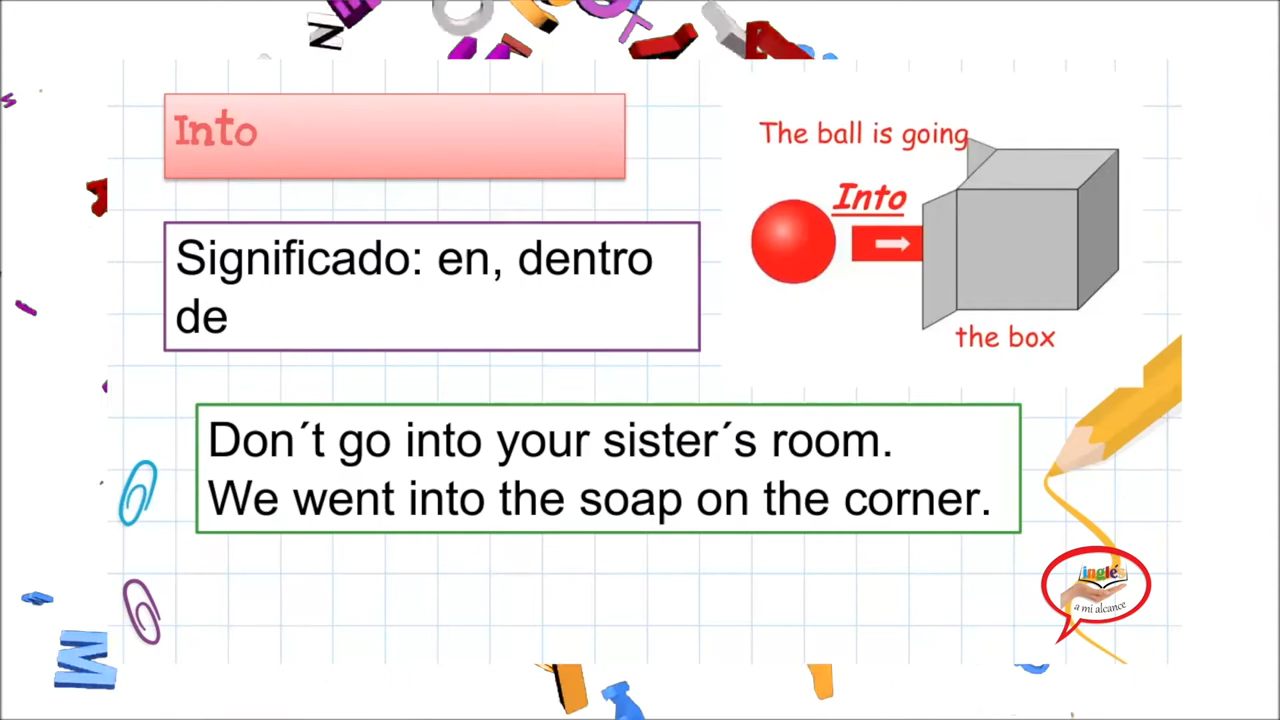 Into
Significado: en, dentro
de
The ball is going
Into
the box
Don´t go into your sister´s room.
We went into the soap on the corner.
inglés
a mi alcance
N
M